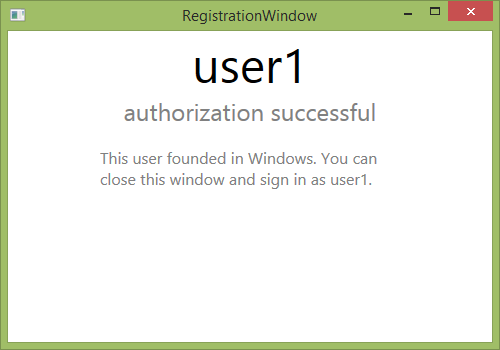 RegistrationWindow
user1
authorization successful
This user founded in Windows. You can
close this window and sign in as user1.